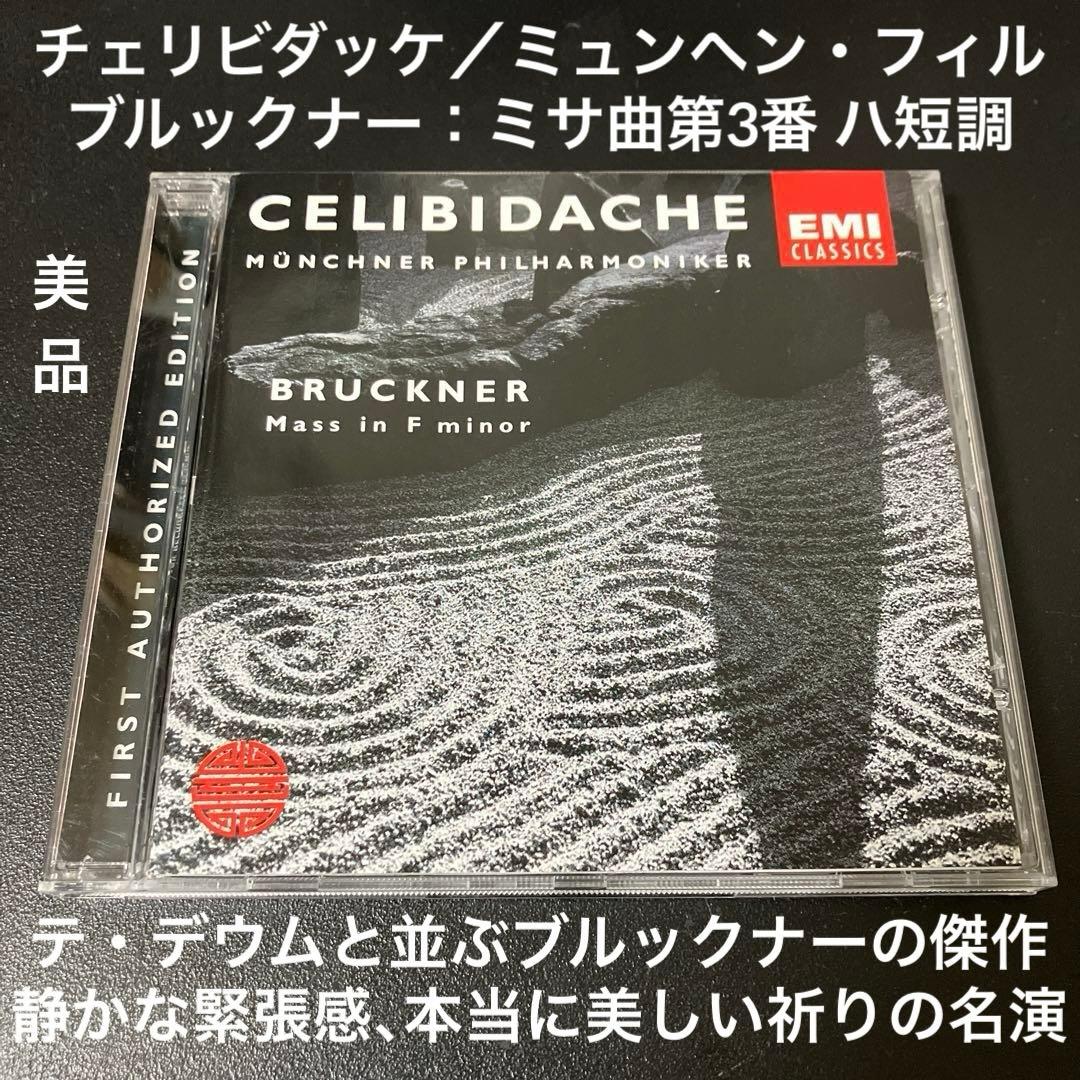 チェリビダッケ／ミュンヘン・フィル
ブルックナー：ミサ曲第3番 ハ短調
美品
CELIBIDACHE
MÜNCHNER PHILHARMONIKER
EMI
CLASSICS
BRUCKNER
Mass in F minor
FIRST AUTHORIZED EDITION
テ・デウムと並ぶブルックナーの傑作
静かな緊張感、本当に美しい祈りの名演